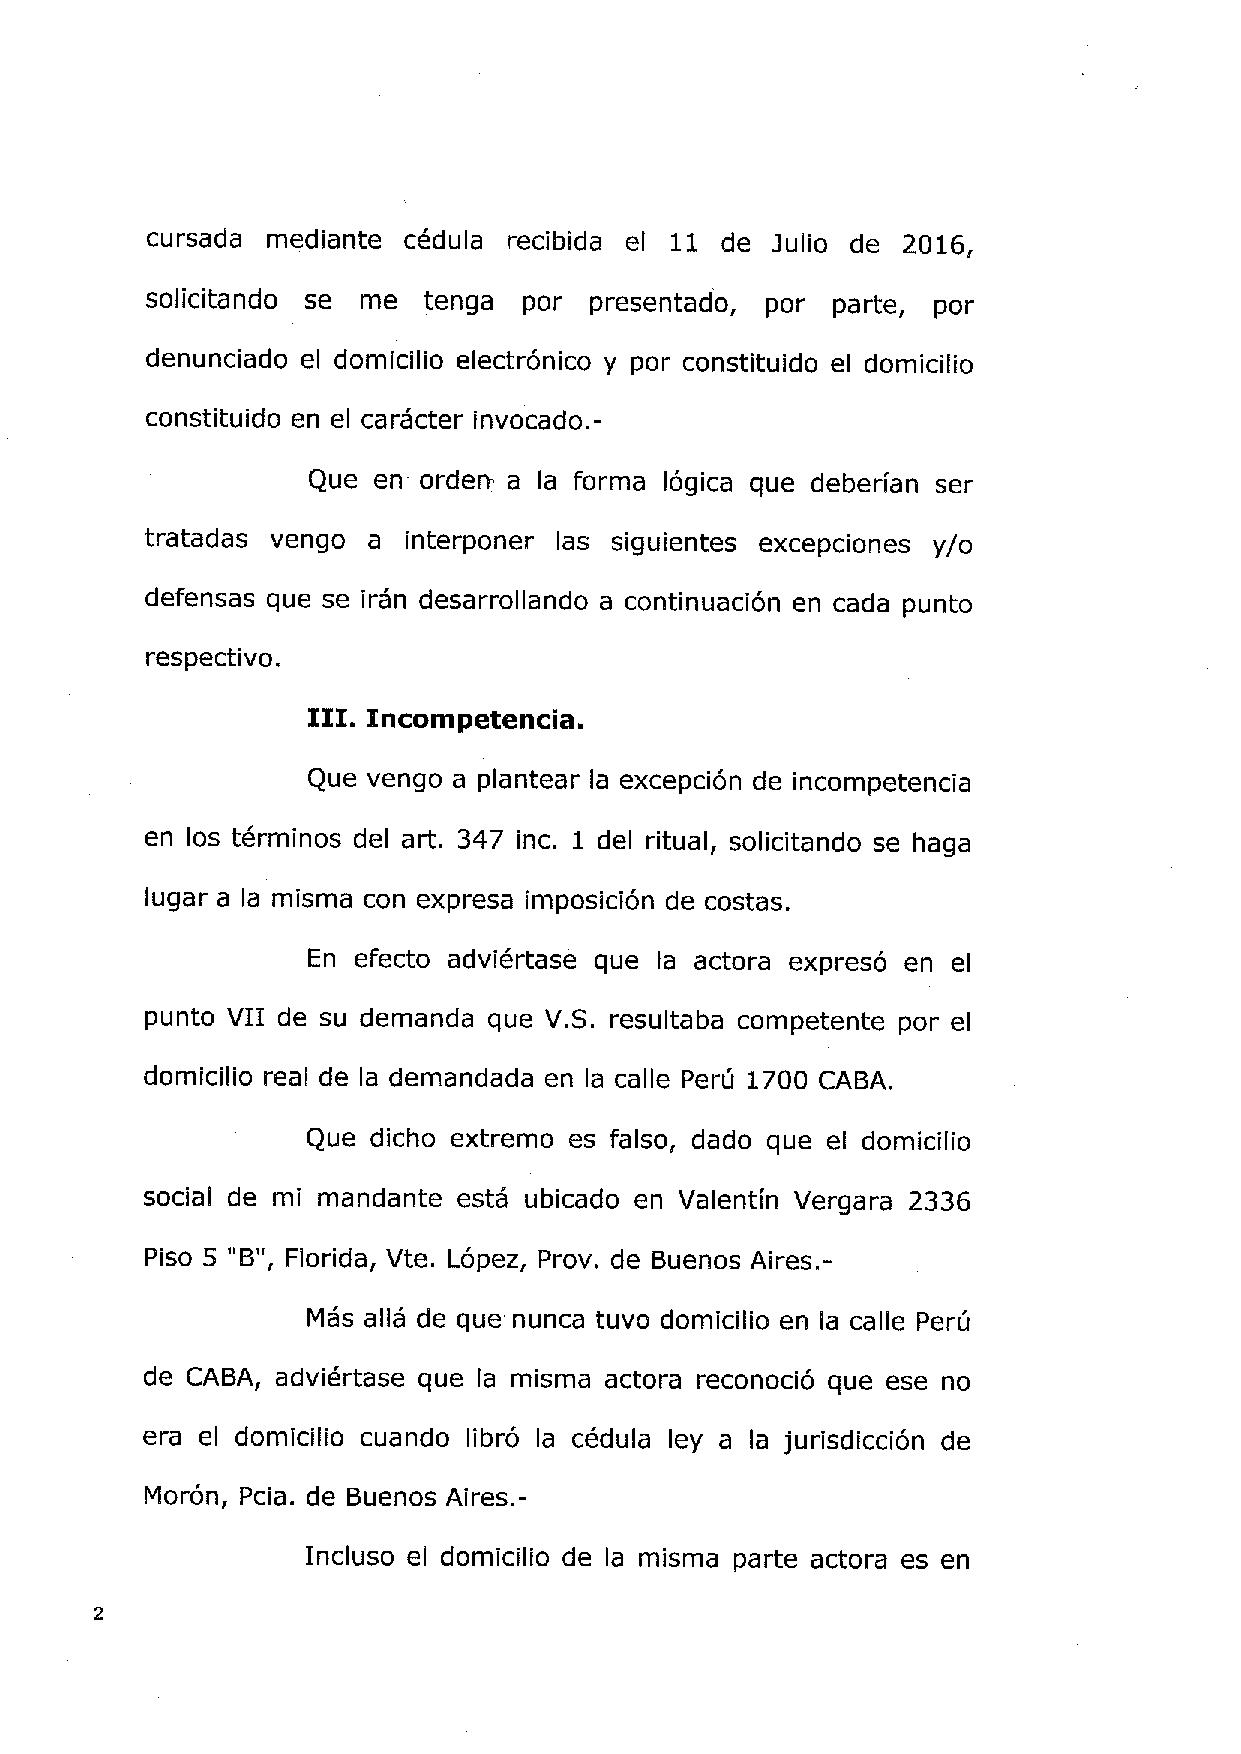 cursada mediante cédula recibida el 11 de Julio de 2016,
solicitando se me tenga por presentado, por parte, por
denunciado el domicilio electrónico y por constituido el domicilio
constituido en el carácter invocado.-
Que en orden a la forma lógica que deberían ser
tratadas vengo a interponer las siguientes excepciones y/o
defensas que se irán desarrollando a continuación en cada punto
respectivo.
III. Incompetencia.
Que vengo a plantear la excepción de incompetencia
en los términos del art. 347 inc. 1 del ritual, solicitando se haga
lugar a la misma con expresa imposición de costas.
En efecto adviértase que la actora expresó en el
punto VII de su demanda que V.S. resultaba competente por el
domicilio real de la demandada en la calle Perú 1700 CABA.
Que dicho extremo es falso, dado que el domicilio
social de mi mandante está ubicado en Valentín Vergara 2336
Piso 5 "B", Florida, Vte. López, Prov. de Buenos Aires.-
Más allá de que nunca tuvo domicilio en la calle Perú
de CABA, adviértase que la misma actora reconoció que ese no
era el domicilio cuando libró la cédula ley a la jurisdicción de
Morón, Pcia. de Buenos Aires.-
Incluso el domicilio de la misma parte actora es en
2